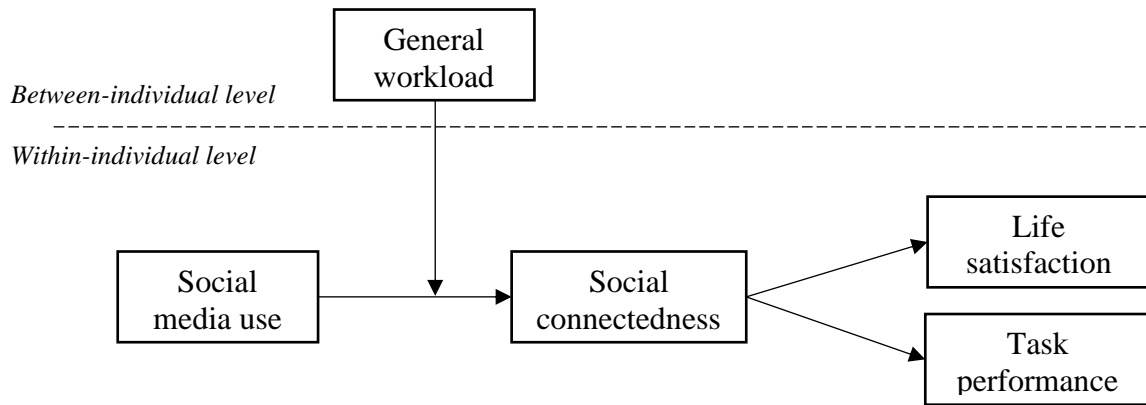 General
workload
Between-individual level
Within-individual level
Life
satisfaction
Social
media use
Social
connectedness
Task
performance